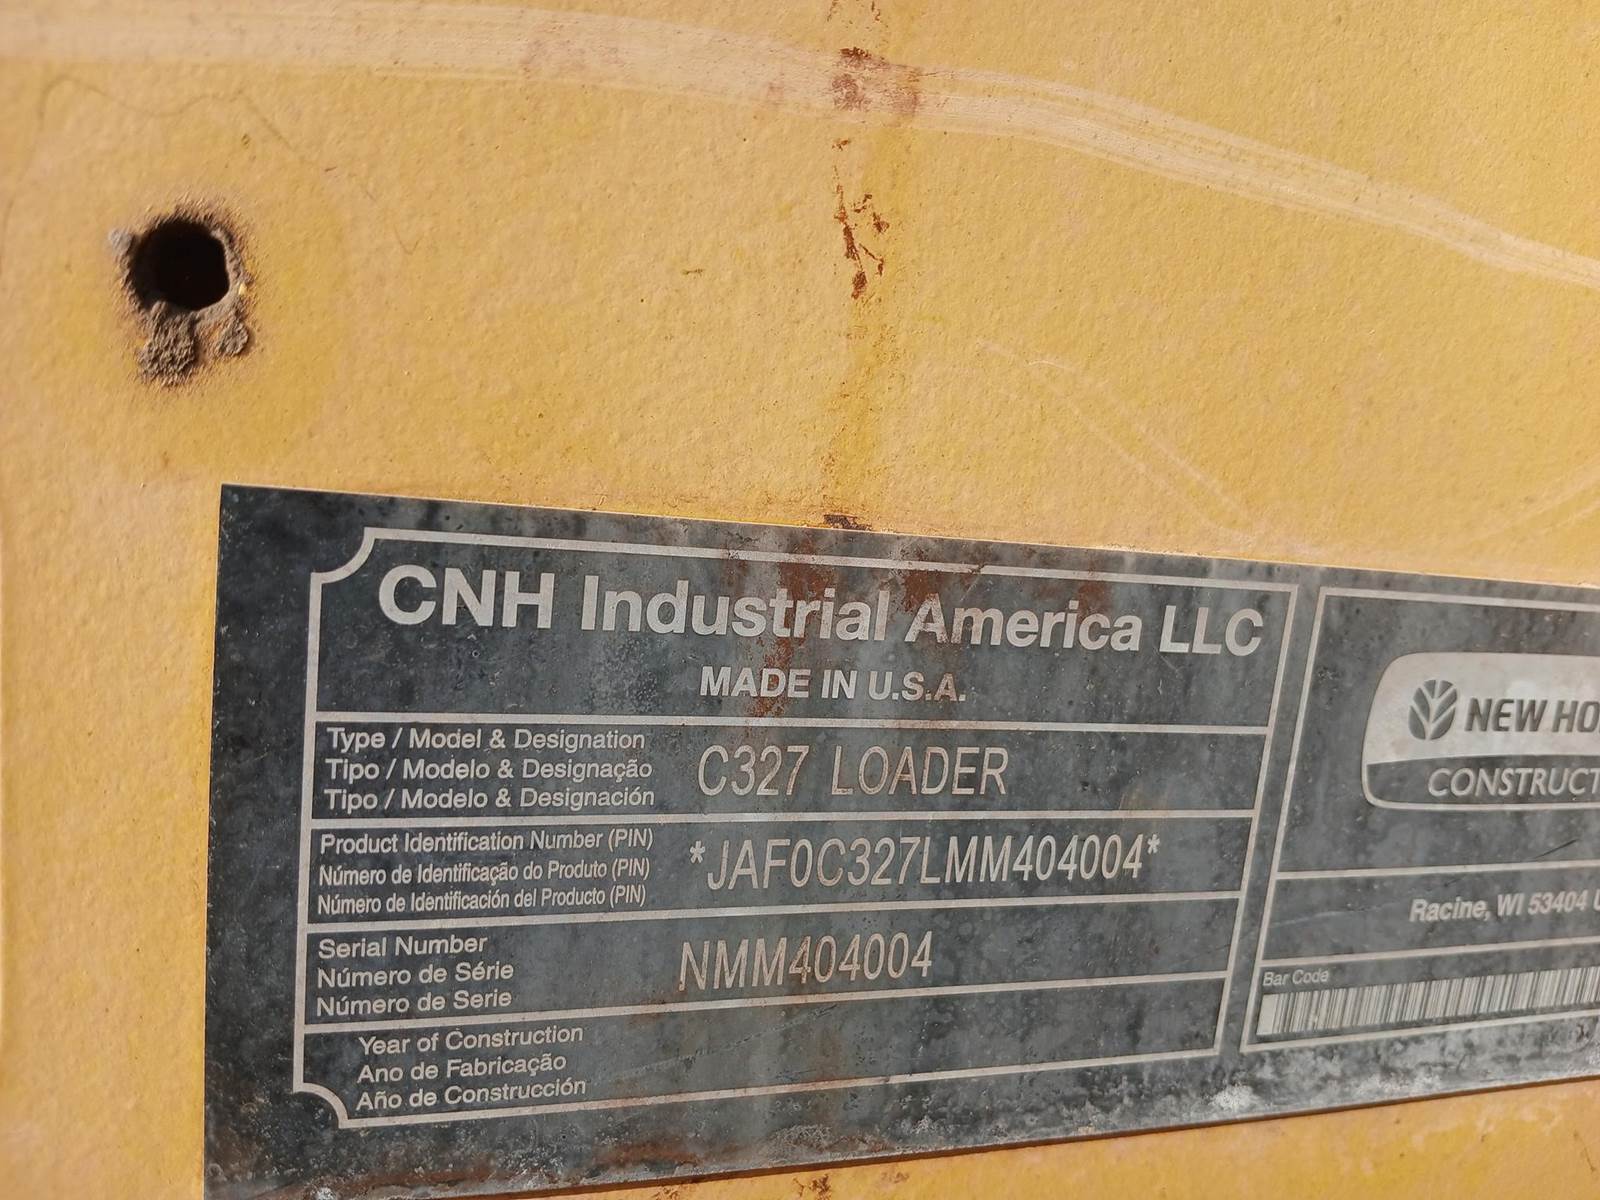 CNH Industrial America LLC
MADE IN U.S.A.
Type / Model & Designation
Tipo / Modelo & Designação
Tipo / Modelo & Designación
C327 LOADER
Product Identification Number (PIN)
Número de Identificação do Produto (PIN)
Número de Identificación del Producto (PIN)
*JAF0C327LMM404004*
Serial Number
Número de Série
Número de Serie
NMM404004
Year of Construction
Ano de Fabricação
Año de Construcción
NEW HO
CONSTRUCT
Racine, WI 53404 U
Bar Code